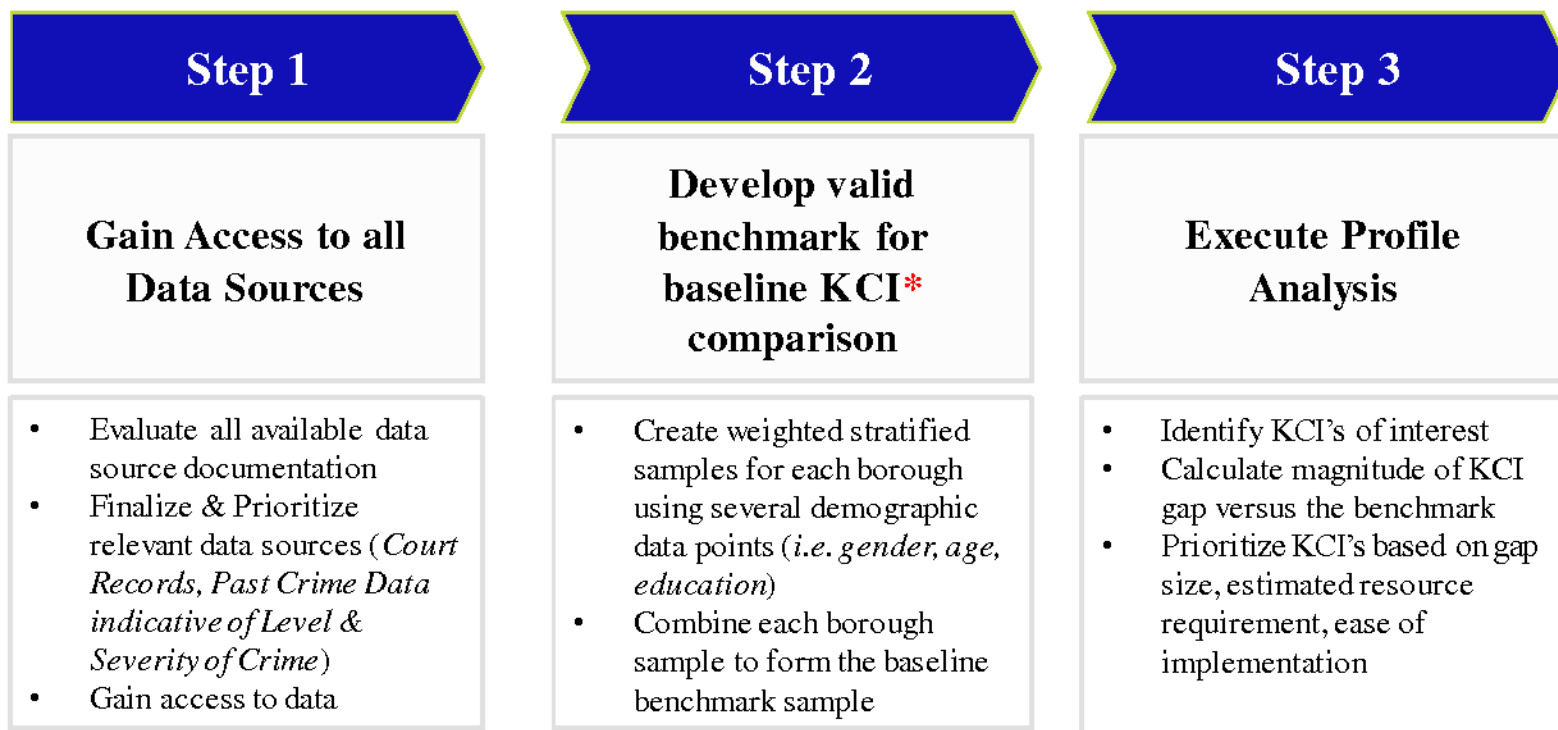 Step 1
Gain Access to all
Data Sources
• Evaluate all available data
source documentation
• Finalize & Prioritize
relevant data sources (Court
Records, Past Crime Data
indicative of Level &
Severity of Crime)
• Gain access to data
Step 2
Develop valid
benchmark for
baseline KCI*
comparison
• Create weighted stratified
samples for each borough
using several demographic
data points (i.e. gender, age,
education)
• Combine each borough
sample to form the baseline
benchmark sample
Step 3
Execute Profile
Analysis
• Identify KCI's of interest
• Calculate magnitude of KCI
gap versus the benchmark
• Prioritize KCI's based on gap
size, estimated resource
requirement, ease of
implementation